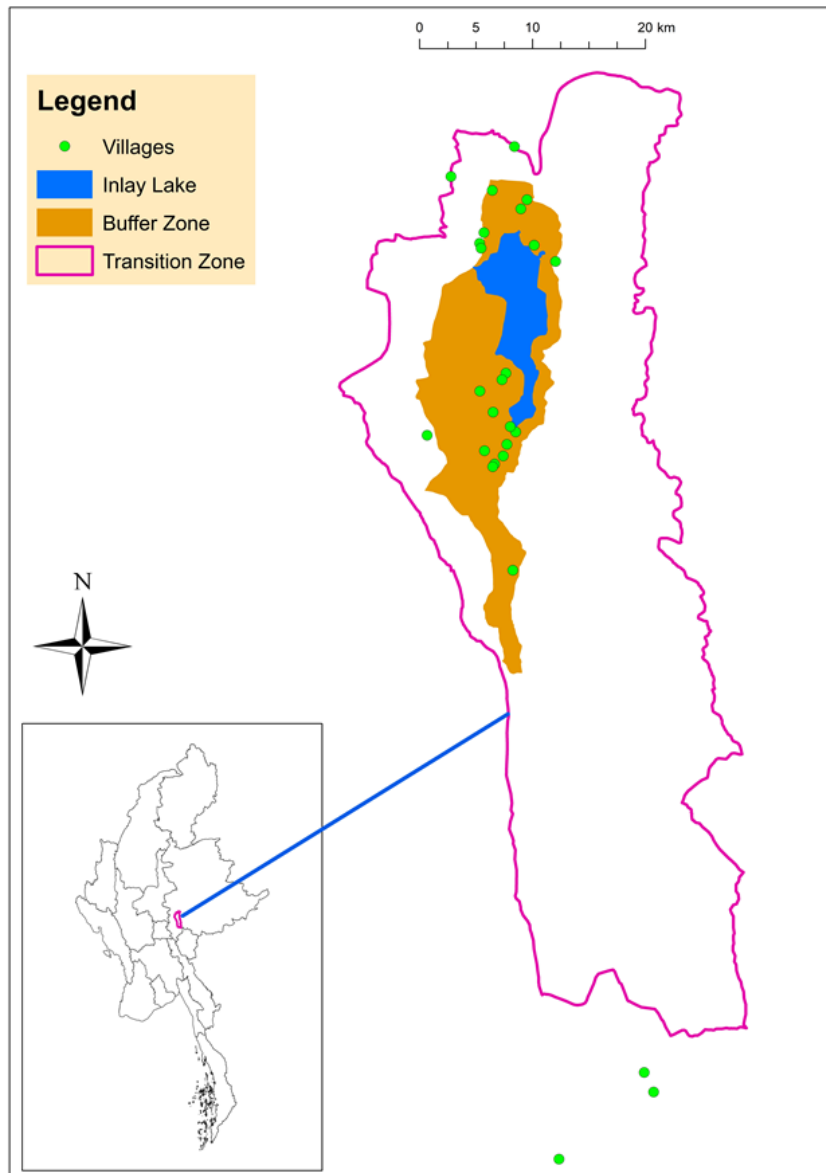 0 5 10 20 km
Legend
Villages
Inlay Lake
Buffer Zone
Transition Zone
N